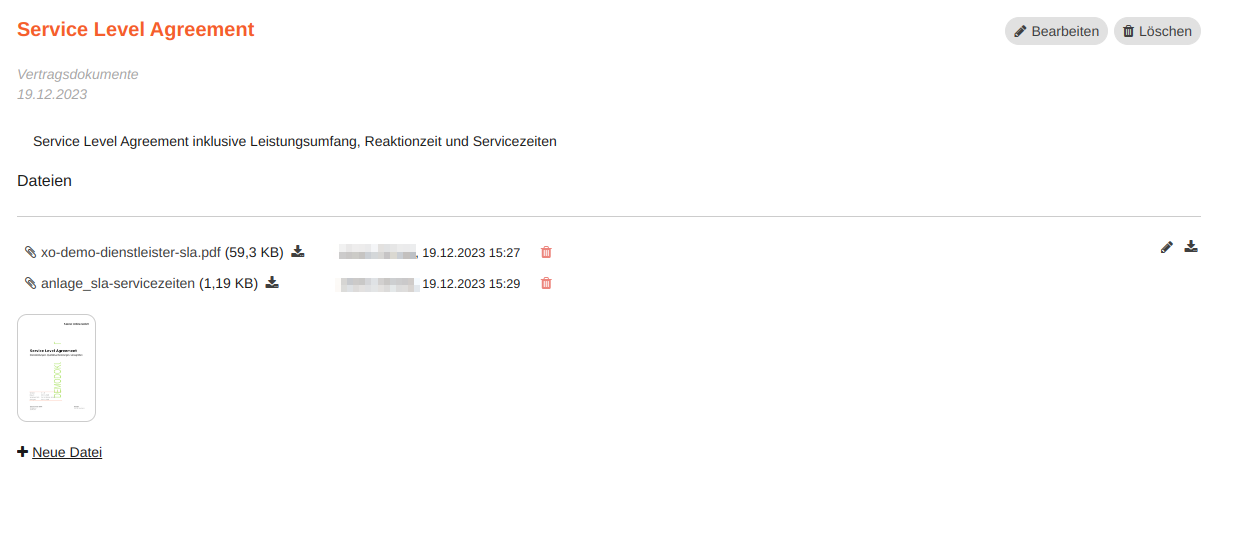 Service Level Agreement
Bearbeiten
Löschen
Vertragsdokumente
19.12.2023
Service Level Agreement inklusive Leistungsumfang, Reaktionzeit und Servicezeiten
Dateien
xo-demo-dienstleister-sla.pdf (59,3 KB) , 19.12.2023 15:27
anlage_sla-servicezeiten (1,19 KB) 19.12.2023 15:29
Service Level Agreement
Neue Datei